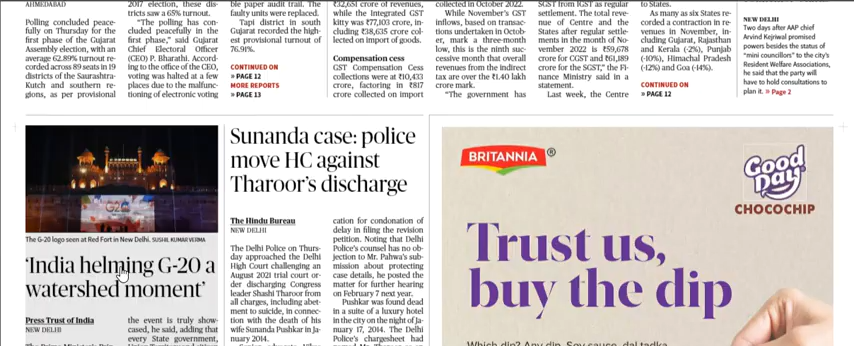 AHMEDABAD
Polling concluded peace-
fully on Thursday for the
first phase of the Gujarat
Assembly election, with an
average 62.89% turnout re-
corded across 89 seats in 19
districts of the Saurashtra-
Kutch and southern re-
gions, as per provisional
2017 election, these dis-
tricts saw a 65% turnout.
"The polling has con-
cluded peacefully in the
first phase," said Gujarat
Chief Electoral Officer
(CEO) P. Bharathi. Accord-
ing to the office of the CEO,
voting was halted at a few
places due to the malfunc-
tioning of electronic voting
ble paper audit trail. The
faulty units were replaced.
Tapi district in south
Gujarat recorded the high-
est provisional turnout of
76.91%.
CONTINUED ON
» PAGE 12
MORE REPORTS
» PAGE 13
₹32,651 crore of revenues,
while the Integrated GST
kitty was ₹77,103 crore, in-
cluding ₹38,635 crore col-
lected on import of goods.
Compensation cess
GST Compensation Cess
collections were at ₹10,433
crore, factoring in ₹817
crore collected on import
collected in October 2022.
While November's GST
inflows, based on transac-
tions undertaken in Octob-
er, mark a three-month
low, this is the ninth suc-
cessive month that overall
revenues from the indirect
tax are over the ₹1.40 lakh
crore mark.
"The government has
SGST from IGST as regular
settlement. The total reve-
nue of Centre and the
States after regular settle-
ments in the month of No-
vember 2022 is ₹59,678
crore for CGST and ₹61,189
crore for the SGST," the Fi-
nance Ministry said in a
statement.
Last week, the Centre
to States.
As many as six States re-
corded a contraction in re-
venues in November, in-
cluding Gujarat, Rajasthan
and Kerala (-2%), Punjab
(-10%), Himachal Pradesh
(-12%) and Goa (-14%).
CONTINUED ON
» PAGE 12
NEW DELHI
Two days after AAP chief
Arvind Kejriwal promised
powers besides the status of
"mini councillors" to the city's
Resident Welfare Associations,
he said that the party will
have to hold consultations to
plan it. » Page 2
G20
The G-20 logo seen at Red Fort in New Delhi. SUSHIL KUMAR VERMA
'India helming G-20 a
watershed moment'
Press Trust of India
NEW DELHI
the event is truly show-
cased, he said, adding that
every State government,
Sunanda case: police
move HC against
Tharoor's discharge
The Hindu Bureau
NEW DELHI
The Delhi Police on Thurs-
day approached the Delhi
High Court challenging an
August 2021 trial court or-
der discharging Congress
leader Shashi Tharoor from
all charges, including abet-
ment to suicide, in connec-
tion with the death of his
wife Sunanda Pushkar in Ja-
nuary 2014.
cation for condonation of
delay in filing the revision
petition. Noting that Delhi
Police's counsel has no ob-
jection to Mr. Pahwa's sub-
mission about protecting
case details, he posted the
matter for further hearing
on February 7 next year.
Pushkar was found dead
in a suite of a luxury hotel
in the city on the night of Ja-
nuary 17, 2014. The Delhi
Police's chargesheet had
BRITANNIA®
Good
Day
CHOCOCHIP
Trust us,
buy the dip
Which dip? Any dip. Soy sauce, dal tadka,